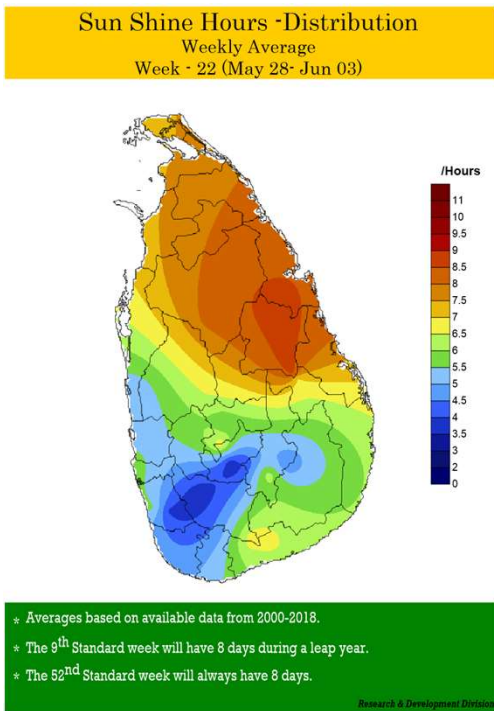 Sun Shine Hours -Distribution
Weekly Average
Week - 22 (May 28- Jun 03)
/Hours
11
10
9.5
9
8.5
8
7.5
7
6.5
6
5.5
5
4.5
4
3.5
3
2
0
* Averages based on available data from 2000-2018.
* The 9th Standard week will have 8 days during a leap year.
* The 52nd Standard week will always have 8 days.
Research & Development Division